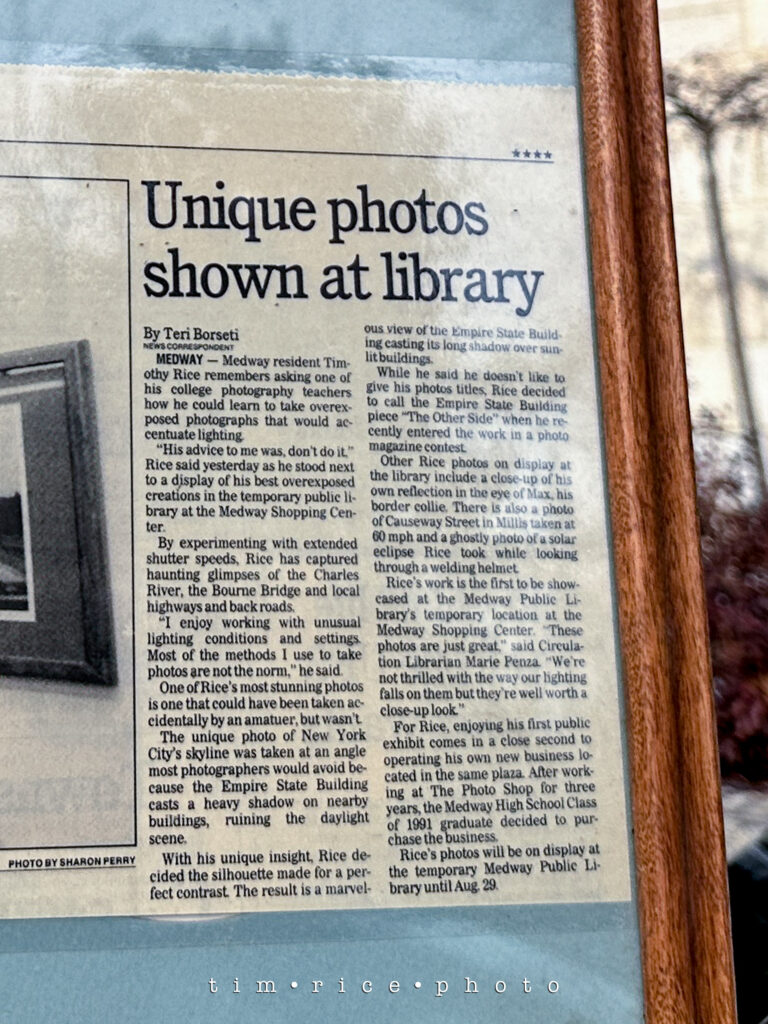 ★★★★
Unique photos
shown at library
By Teri Borseti
NEWS CORRESPONDENT
MEDWAY — Medway resident Tim-
othy Rice remembers asking one of
his college photography teachers
how he could learn to take overex-
posed photographs that would ac-
centuate lighting.
"His advice to me was, don't do it,"
Rice said yesterday as he stood next
to a display of his best overexposed
creations in the temporary public li-
brary at the Medway Shopping Cen-
ter.
By experimenting with extended
shutter speeds, Rice has captured
haunting glimpses of the Charles
River, the Bourne Bridge and local
highways and back roads.
"I enjoy working with unusual
lighting conditions and settings.
Most of the methods I use to take
photos are not the norm," he said.
One of Rice's most stunning photos
is one that could have been taken ac-
cidentally by an amatuer, but wasn't.
The unique photo of New York
City's skyline was taken at an angle
most photographers would avoid be-
cause the Empire State Building
casts a heavy shadow on nearby
buildings, ruining the daylight
scene.
With his unique insight, Rice de-
cided the silhouette made for a per-
fect contrast. The result is a marvel-
ous view of the Empire State Build-
ing casting its long shadow over sun-
lit buildings.
While he said he doesn't like to
give his photos titles, Rice decided
to call the Empire State Building
piece "The Other Side" when he re-
cently entered the work in a photo
magazine contest.
Other Rice photos on display at
the library include a close-up of his
own reflection in the eye of Max, his
border collie. There is also a photo
of Causeway Street in Millis taken at
60 mph and a ghostly photo of a solar
eclipse Rice took while looking
through a welding helmet.
Rice's work is the first to be show-
cased at the Medway Public Li-
brary's temporary location at the
Medway Shopping Center. "These
photos are just great," said Circula-
tion Librarian Marie Penza. "We're
not thrilled with the way our lighting
falls on them but they're well worth a
close-up look."
For Rice, enjoying his first public
exhibit comes in a close second to
operating his own new business lo-
cated in the same plaza. After work-
ing at The Photo Shop for three
years, the Medway High School Class
of 1991 graduate decided to pur-
chase the business.
Rice's photos will be on display at
the temporary Medway Public Li-
brary until Aug. 29.
PHOTO BY SHARON PERRY
tim•rice•photo